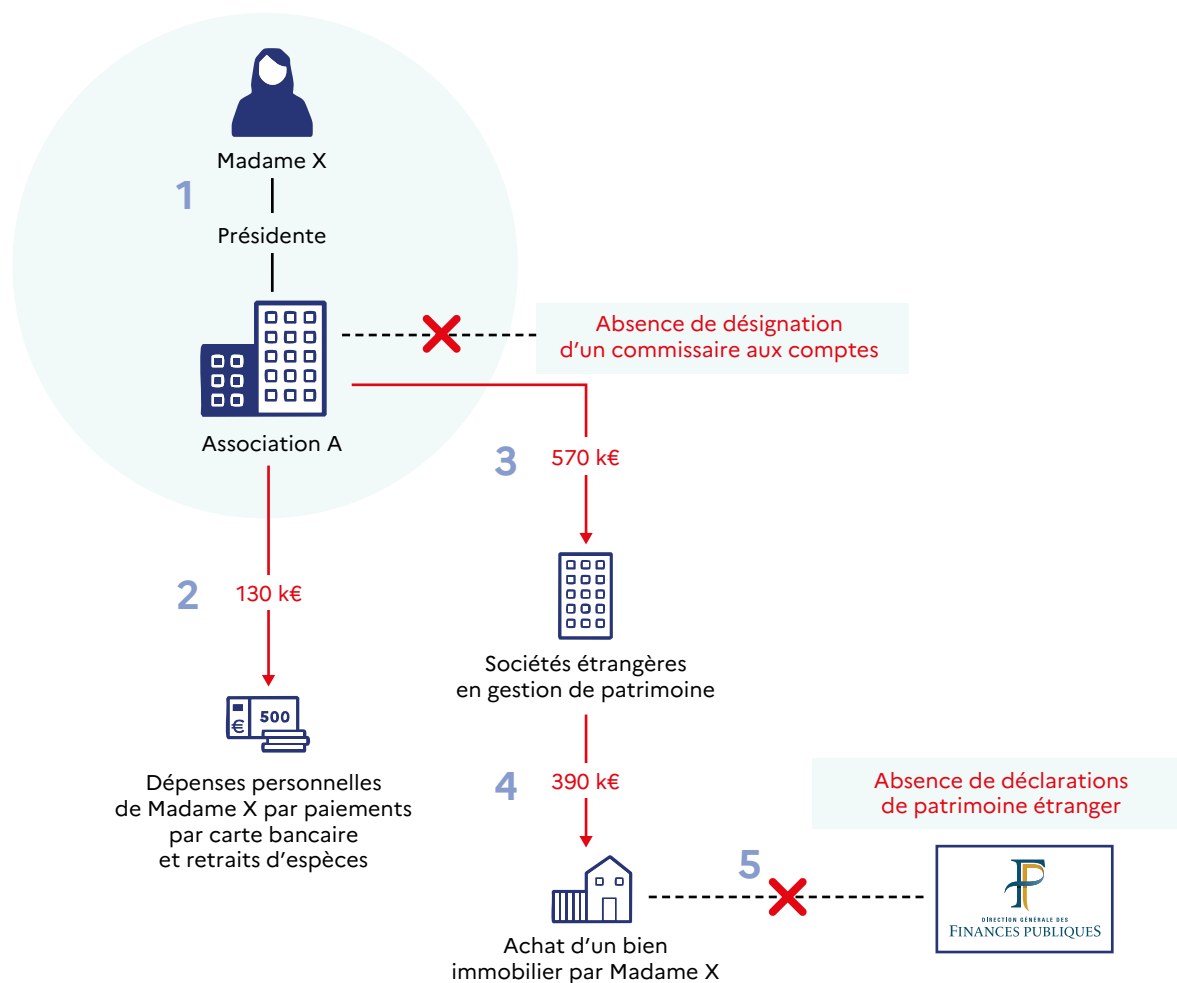 Madame X
1
Présidente
Absence de désignation
d'un commissaire aux comptes
Association A
3
570 k€
2
130 k€
Sociétés étrangères
en gestion de patrimoine
€ 500
4
390 k€
Absence de déclarations
de patrimoine étranger
Dépenses personnelles
de Madame X par paiements
par carte bancaire
et retraits d'espèces
5
FP
DIRECTION GÉNÉRALE DES
FINANCES PUBLIQUES
Achat d'un bien
immobilier par Madame X